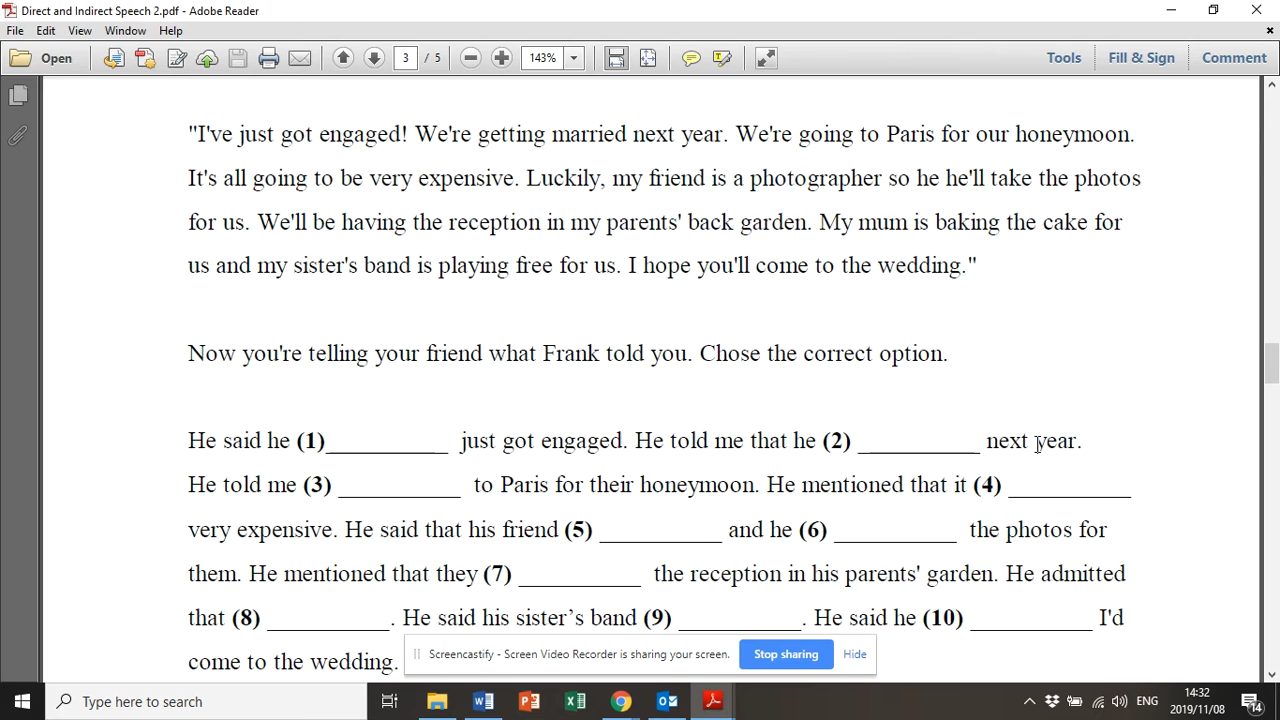 Direct and Indirect Speech 2.pdf - Adobe Reader
File Edit View Window Help
Open 3 / 5 143% Tools Fill & Sign Comment
"I've just got engaged! We're getting married next year. We're going to Paris for our honeymoon.
It's all going to be very expensive. Luckily, my friend is a photographer so he he'll take the photos
for us. We'll be having the reception in my parents' back garden. My mum is baking the cake for
us and my sister's band is playing free for us. I hope you'll come to the wedding."
Now you're telling your friend what Frank told you. Chose the correct option.
He said he (1)__________ just got engaged. He told me that he (2) __________ next year.
He told me (3) __________ to Paris for their honeymoon. He mentioned that it (4) __________
very expensive. He said that his friend (5) __________ and he (6) __________ the photos for
them. He mentioned that they (7) __________ the reception in his parents' garden. He admitted
that (8) __________. He said his sister’s band (9) __________. He said he (10) __________ I'd
come to the wedding.
Screencastify - Screen Video Recorder is sharing your screen. Stop sharing Hide
Type here to search
ENG
14:32
2019/11/08
14